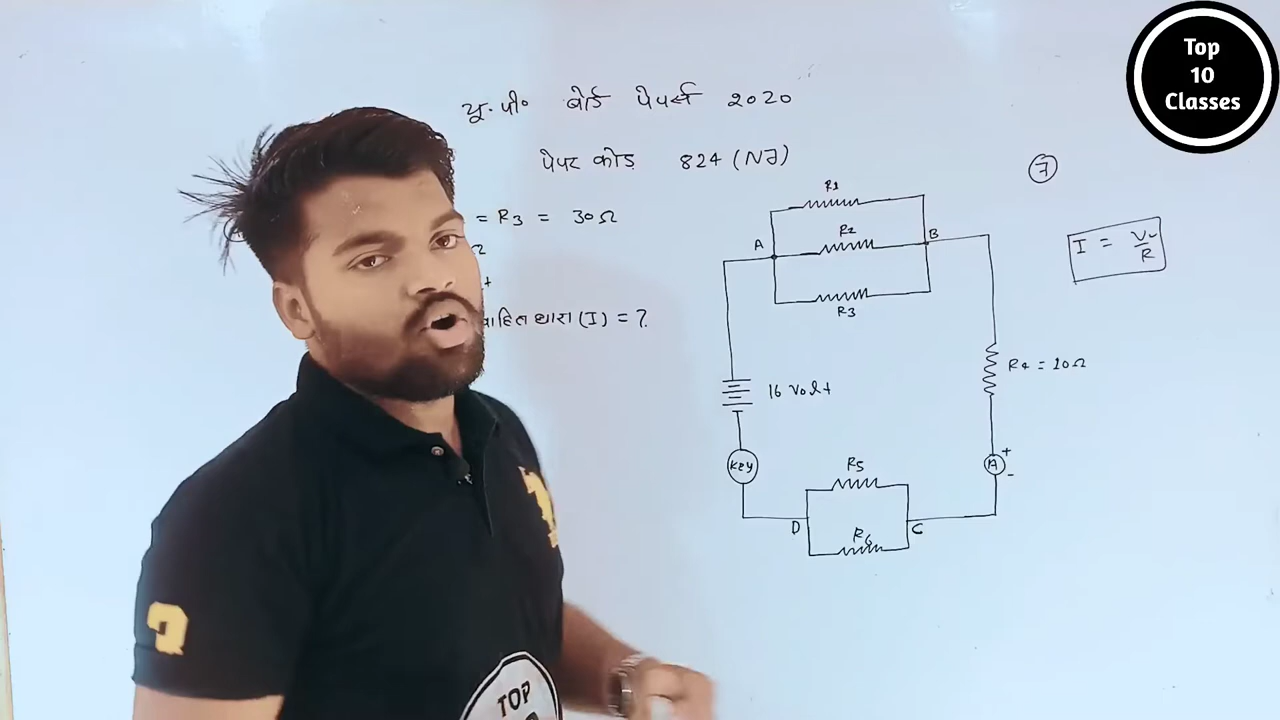 Top
10
Classes
यू. पी० बोर्ड पेपर्स 2020
पेपर कोड 824 (NJ)
7
= R3 = 30Ω
Ω
+
वाहित धारा (I) = ?
R1
R2
R3
A
B
I = V/R
16 Volt
R4 = 10Ω
Key
A
+
-
R5
R6
D
C
TOP